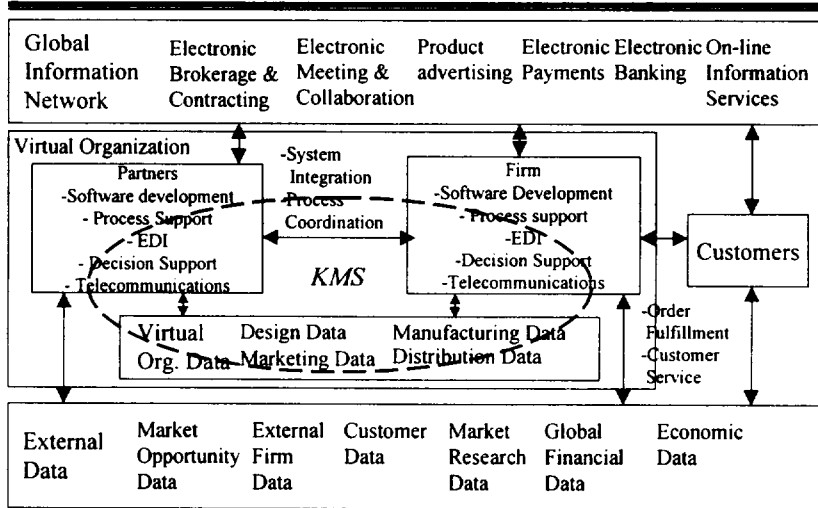 Global
Information
Network
Electronic
Brokerage &
Contracting
Electronic
Meeting &
Collaboration
Product
advertising
Electronic
Payments
Electronic
Banking
On-line
Information
Services
Virtual Organization
Partners
-Software development
- Process Support
- EDI
- Decision Support
- Telecommunications
-System
Integration
-Process
Coordination
Firm
-Software Development
- Process support
-EDI
-Decision Support
-Telecommunications
Customers
KMS
Virtual
Org. Data
Design Data
Marketing Data
Manufacturing Data
Distribution Data
-Order
Fulfillment
-Customer
Service
External
Data
Market
Opportunity
Data
External
Firm
Data
Customer
Data
Market
Research
Data
Global
Financial
Data
Economic
Data